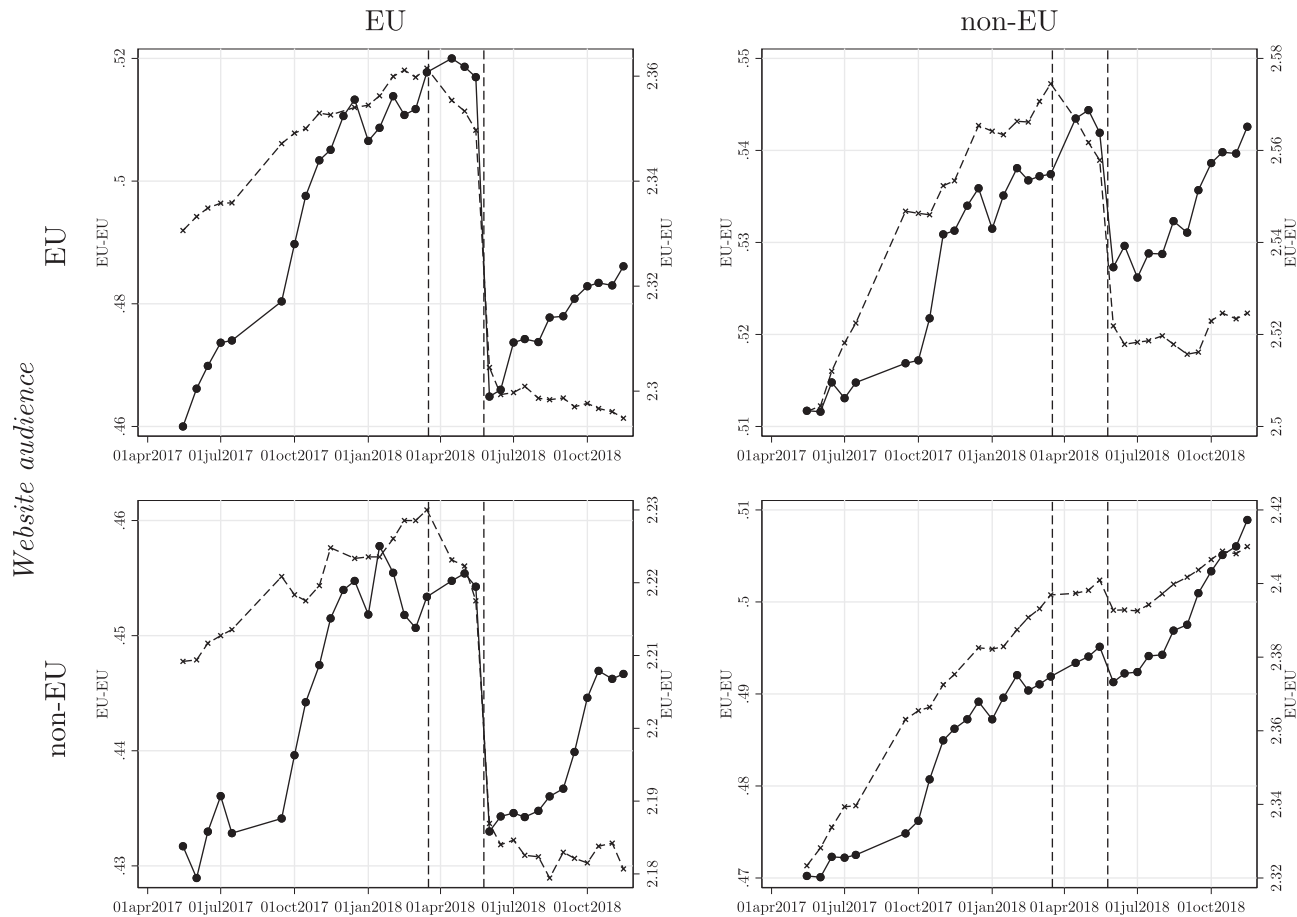 EU
non-EU
Website audience
EU
non-EU
.52
.5
.48
.46
EU-EU
2.36
2.34
2.32
2.3
EU-EU
01apr2017 01jul2017 01oct2017 01jan2018 01apr2018 01jul2018 01oct2018
.55
.54
.53
.52
.51
EU-EU
2.58
2.56
2.54
2.52
2.5
EU-EU
01apr2017 01jul2017 01oct2017 01jan2018 01apr2018 01jul2018 01oct2018
.46
.45
.44
.43
EU-EU
2.23
2.22
2.21
2.2
2.19
2.18
EU-EU
01apr2017 01jul2017 01oct2017 01jan2018 01apr2018 01jul2018 01oct2018
.51
.5
.49
.48
.47
EU-EU
2.42
2.4
2.38
2.36
2.34
2.32
EU-EU
01apr2017 01jul2017 01oct2017 01jan2018 01apr2018 01jul2018 01oct2018